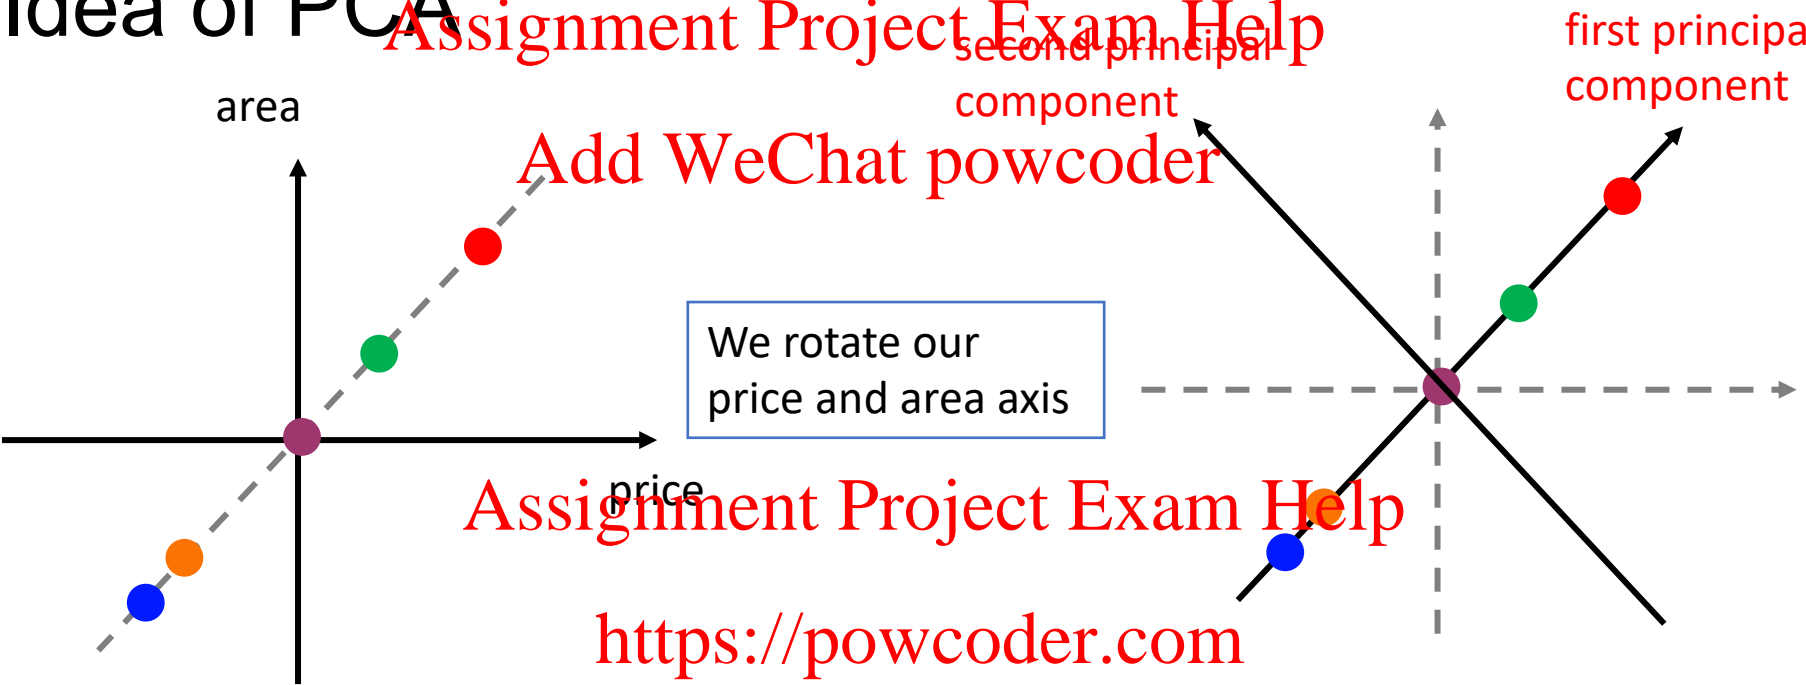 Idea of PCA
Assignment Project Exam Help
second principal
component
first principa
component
area
Add WeChat powcoder
We rotate our
price and area axis
price
Assignment Project Exam Help
https://powcoder.com